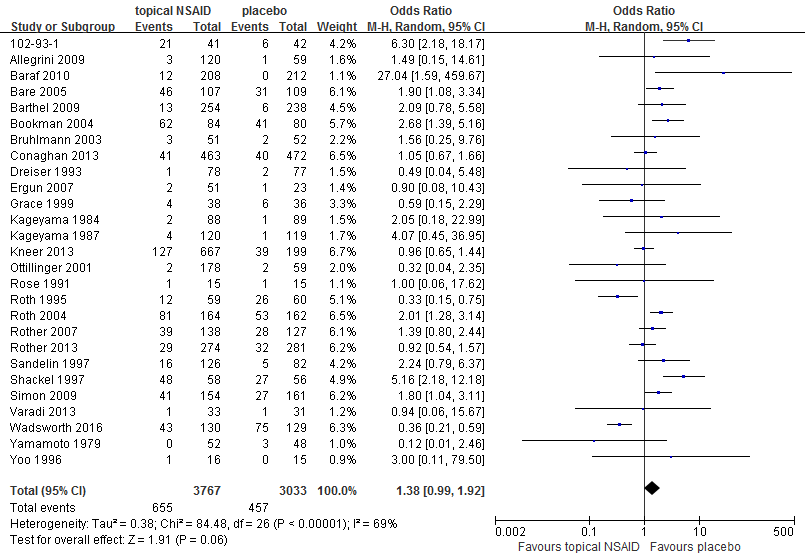 topical NSAID placebo Odds Ratio Odds Ratio
Study or Subgroup Events Total Events Total Weight M-H, Random, 95% CI M-H, Random, 95% CI
102-93-1 21 41 6 42 4.2% 6.30 [2.18, 18.17]
Allegrini 2009 3 120 1 59 1.6% 1.49 [0.15, 14.61]
Baraf 2010 12 208 0 212 1.1% 27.04 [1.59, 459.67]
Bare 2005 46 107 31 109 6.1% 1.90 [1.08, 3.34]
Barthel 2009 13 254 6 238 4.4% 2.09 [0.78, 5.58]
Bookman 2004 62 84 41 80 5.7% 2.68 [1.39, 5.16]
Bruhlmann 2003 3 51 2 52 2.1% 1.56 [0.25, 9.76]
Conaghan 2013 41 463 40 472 6.5% 1.05 [0.67, 1.66]
Dreiser 1993 1 78 2 77 1.4% 0.49 [0.04, 5.48]
Ergun 2007 2 51 1 23 1.4% 0.90 [0.08, 10.43]
Grace 1999 4 38 6 36 3.3% 0.59 [0.15, 2.29]
Kageyama 1984 2 88 1 89 1.4% 2.05 [0.18, 22.99]
Kageyama 1987 4 120 1 119 1.6% 4.07 [0.45, 36.95]
Kneer 2013 127 667 39 199 6.7% 0.96 [0.65, 1.44]
Ottillinger 2001 2 178 2 59 1.9% 0.32 [0.04, 2.35]
Rose 1991 1 15 1 15 1.1% 1.00 [0.06, 17.62]
Roth 1995 12 59 26 60 5.1% 0.33 [0.15, 0.75]
Roth 2004 81 164 53 162 6.5% 2.01 [1.28, 3.14]
Rother 2007 39 138 28 127 6.2% 1.39 [0.80, 2.44]
Rother 2013 29 274 32 281 6.2% 0.92 [0.54, 1.57]
Sandelin 1997 16 126 5 82 4.2% 2.24 [0.79, 6.37]
Shackel 1997 48 58 27 56 4.9% 5.16 [2.18, 12.18]
Simon 2009 41 154 27 161 6.2% 1.80 [1.04, 3.11]
Varadi 2013 1 33 1 31 1.1% 0.94 [0.06, 15.67]
Wadsworth 2016 43 130 75 129 6.3% 0.36 [0.21, 0.59]
Yamamoto 1979 0 52 3 48 1.0% 0.12 [0.01, 2.46]
Yoo 1996 1 16 0 15 0.9% 3.00 [0.11, 79.50]
Total (95% CI) 3767 3033 100.0% 1.38 [0.99, 1.92]
Total events 655 457
Heterogeneity: Tau² = 0.38; Chi² = 84.48, df = 26 (P < 0.00001); I² = 69%
Test for overall effect: Z = 1.91 (P = 0.06)
0.002 0.1 1 10 500
Favours topical NSAID Favours placebo